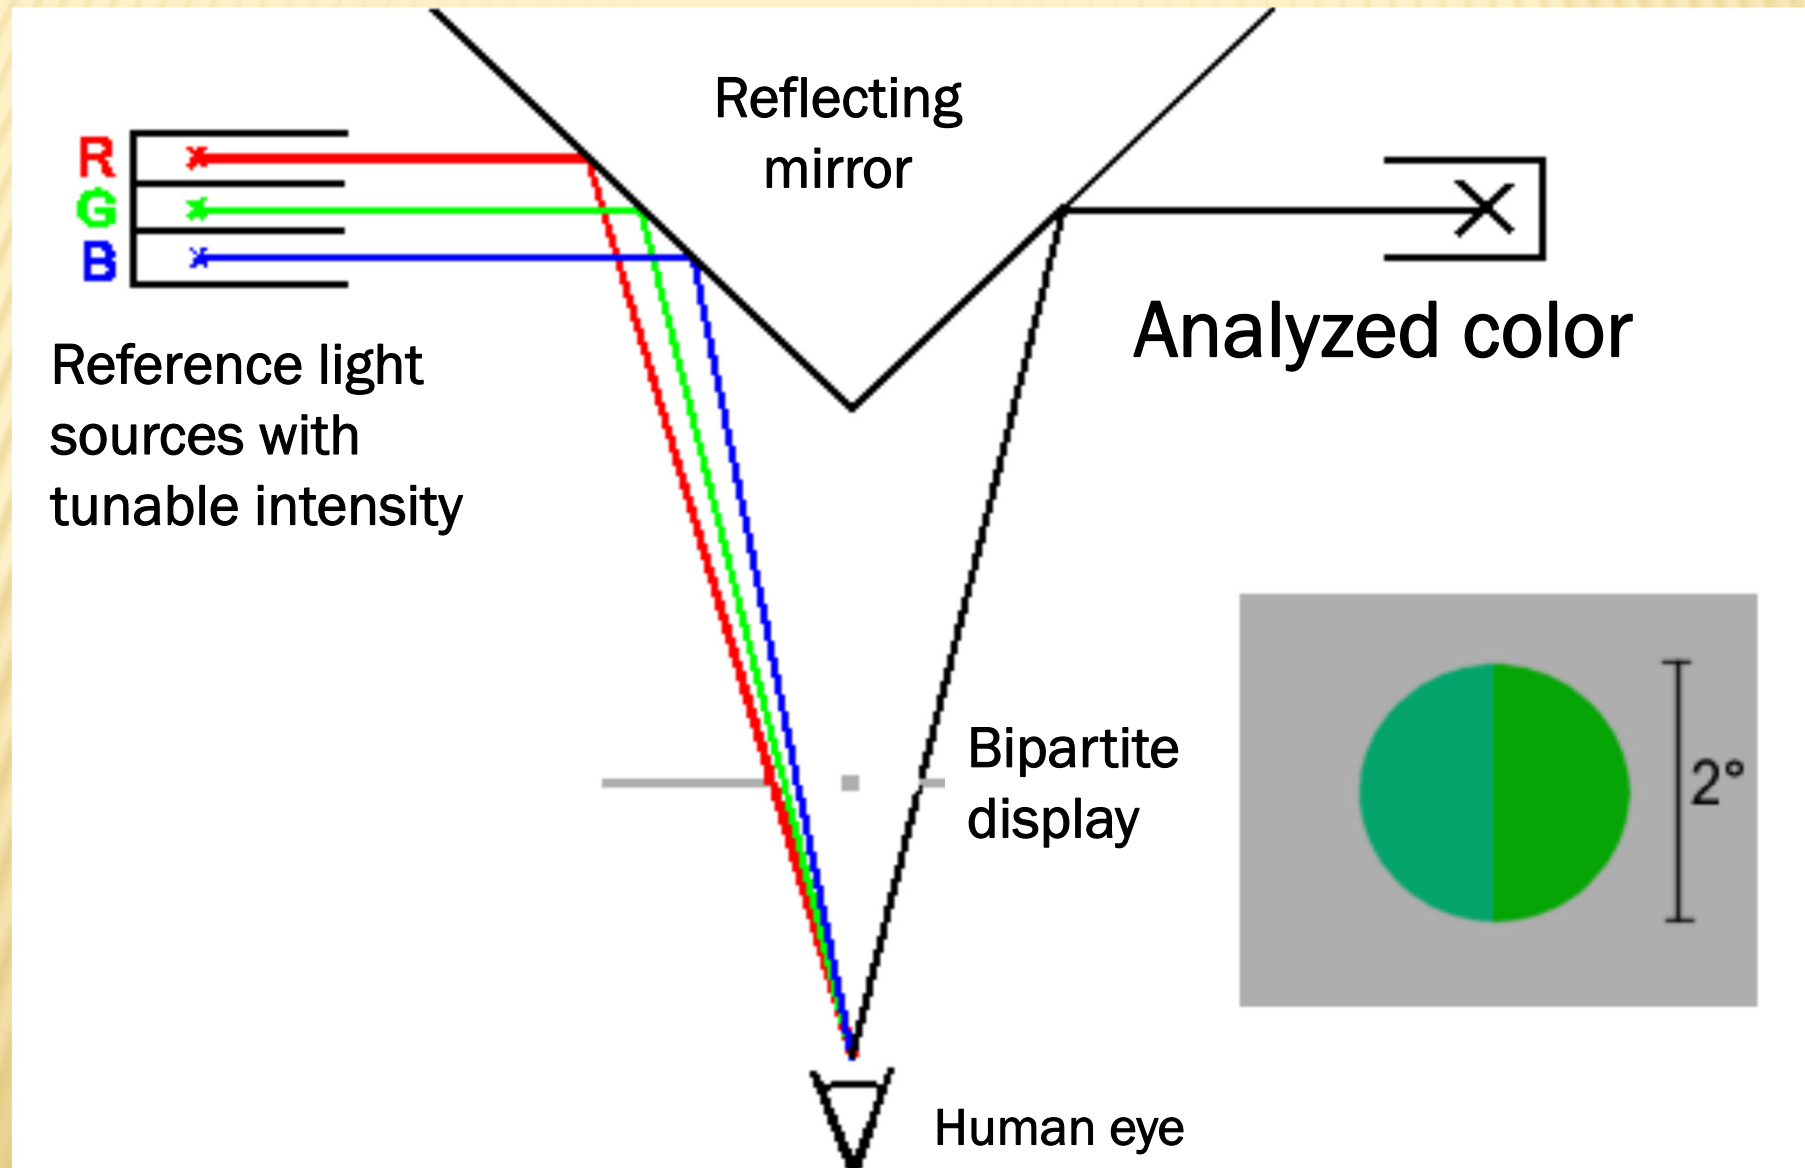 Reflecting
mirror
R
G
B
Analyzed color
Reference light
sources with
tunable intensity
Bipartite
display
2°
Human eye